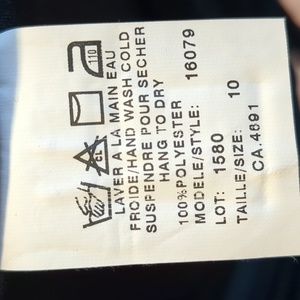 110
CL
LAVER A LA MAIN EAU
FROIDE/HAND WASH COLD
SUSPENDRE POUR SECHER
HANG TO DRY
100%POLYESTER
MODELE/STYLE: 16079
LOT: 1580
TAILLE/SIZE: 10
CA.4691